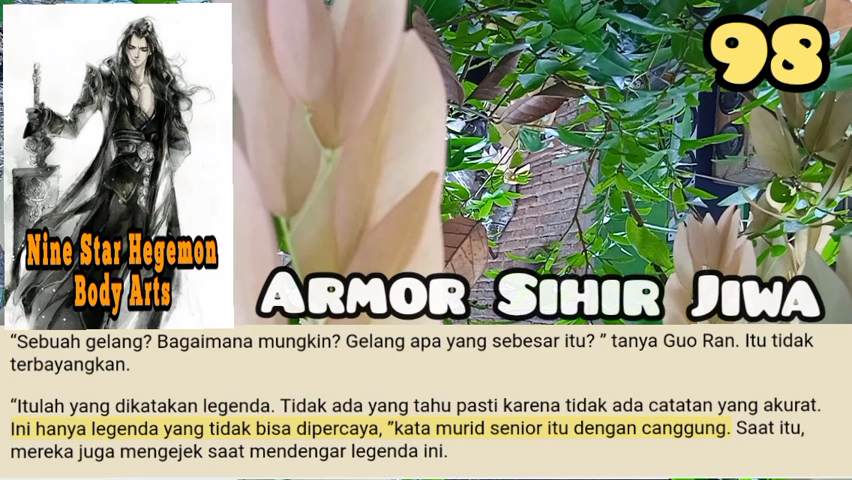 98
Nine Star Hegemon
Body Arts
Armor Sihir Jiwa
“Sebuah gelang? Bagaimana mungkin? Gelang apa yang sebesar itu? ” tanya Guo Ran. Itu tidak
terbayangkan.
“Itulah yang dikatakan legenda. Tidak ada yang tahu pasti karena tidak ada catatan yang akurat.
Ini hanya legenda yang tidak bisa dipercaya, ”kata murid senior itu dengan canggung. Saat itu,
mereka juga mengejek saat mendengar legenda ini.